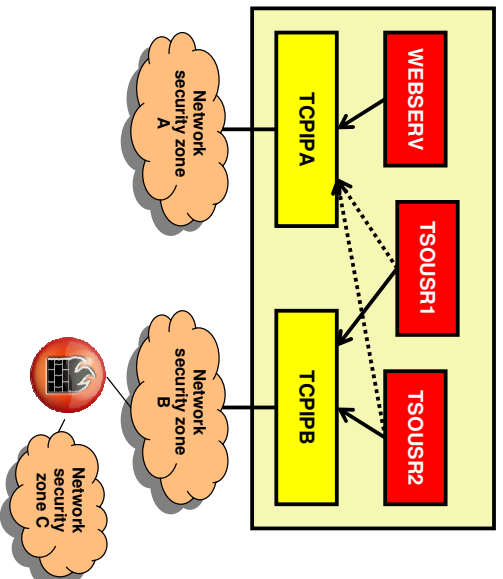 WEBSERV
TSOUSR1
TSOUSR2
TCPIPA
TCPIPB
Network
security zone
A
Network
security zone
B
Network
security
zone C